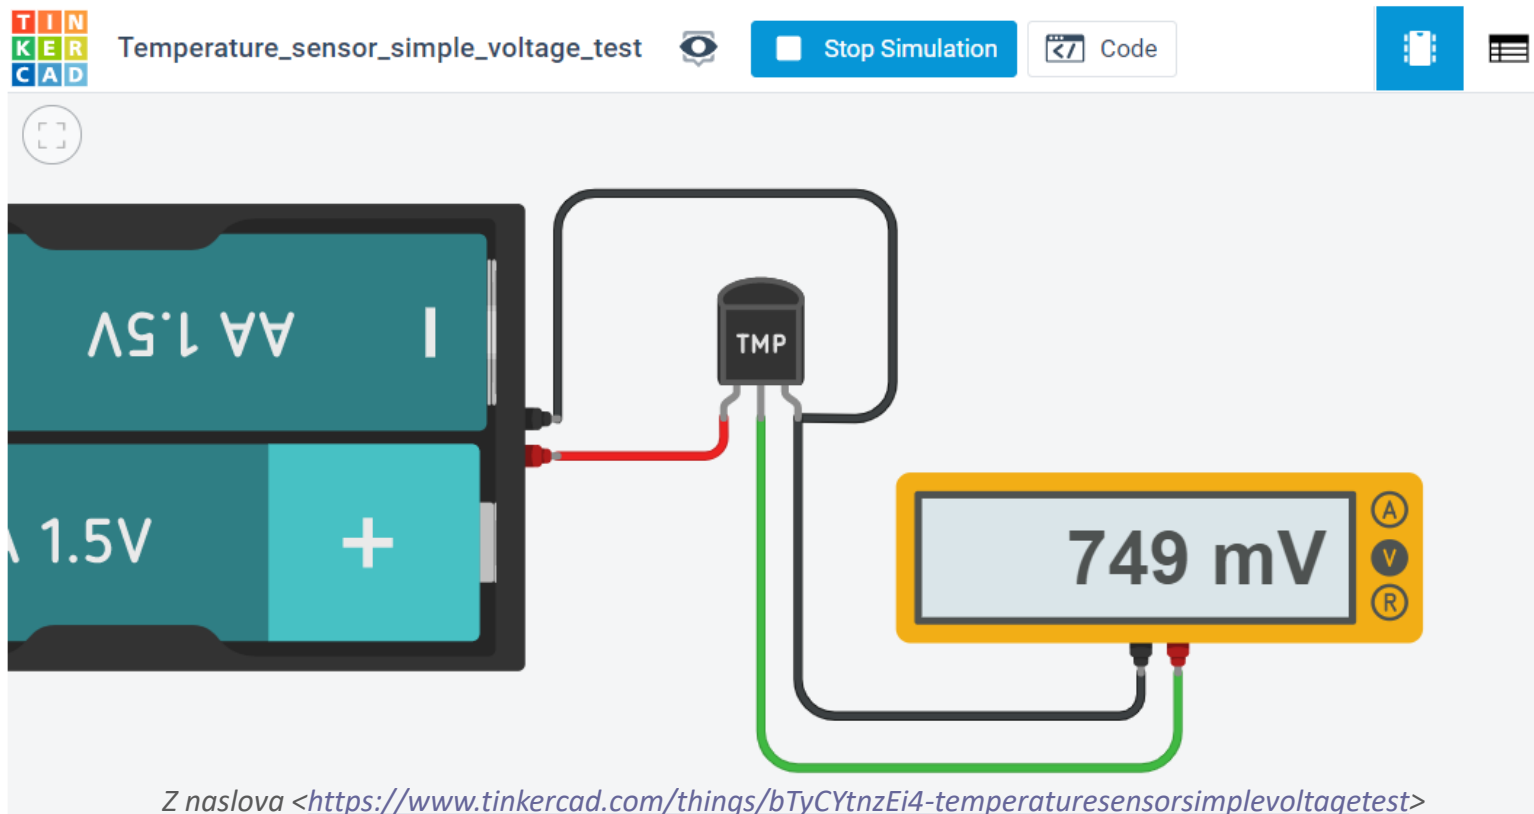 TIN
KER
CAD
Temperature_sensor_simple_voltage_test
Stop Simulation
Code
AA 1.5V
1.5V
+
TMP
749 mV
A
V
R
Z naslova <https://www.tinkercad.com/things/bTyCYtnzEi4-temperaturesensorsimplevoltagetest>